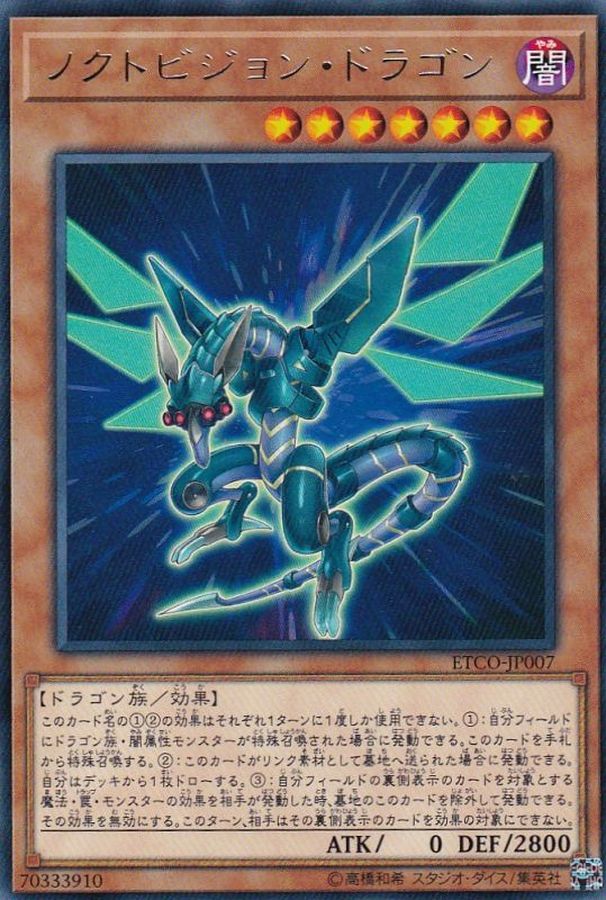 ノクトビジョン・ドラゴン
闇
やみ
ETCO-JP007
【ドラゴン族／効果】
このカード名の①②の効果はそれぞれ1ターンに1度しか使用できない。①：自分フィールド
にドラゴン族・闇属性モンスターが特殊召喚された場合に発動できる。このカードを手札
から特殊召喚する。②：このカードがリンク素材として墓地へ送られた場合に発動できる。
自分はデッキから1枚ドローする。③：自分フィールドの裏側表示のカードを対象とする
魔法・罠・モンスターの効果を相手が発動した時、墓地のこのカードを除外して発動できる。
その効果を無効にする。このターン、相手はその裏側表示のカードを効果の対象にできない。
ATK/ 0 DEF/2800
70333910 ©高橋和希 スタジオ・ダイス/集英社